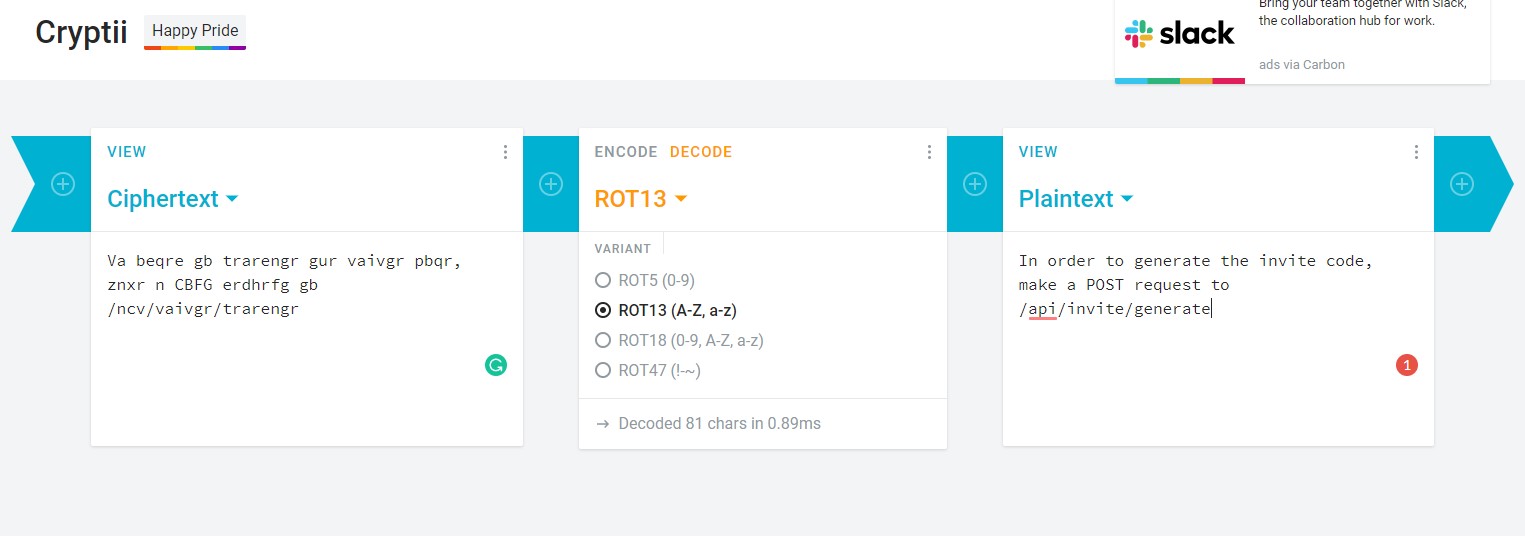 Cryptii
Happy Pride
slack
Bring your team together with Slack,
the collaboration hub for work.
ads via Carbon
VIEW
Ciphertext
Va beqre gb trarengr gur vaivgr pbqr,
znxr n CBFG erdhrfg gb
/ncv/vaivgr/trarengr
ENCODE DECODE
ROT13
VARIANT
ROT5 (0-9)
ROT13 (A-Z, a-z)
ROT18 (0-9, A-Z, a-z)
ROT47 (!-~)
→ Decoded 81 chars in 0.89ms
VIEW
Plaintext
In order to generate the invite code,
make a POST request to
/api/invite/generate
1